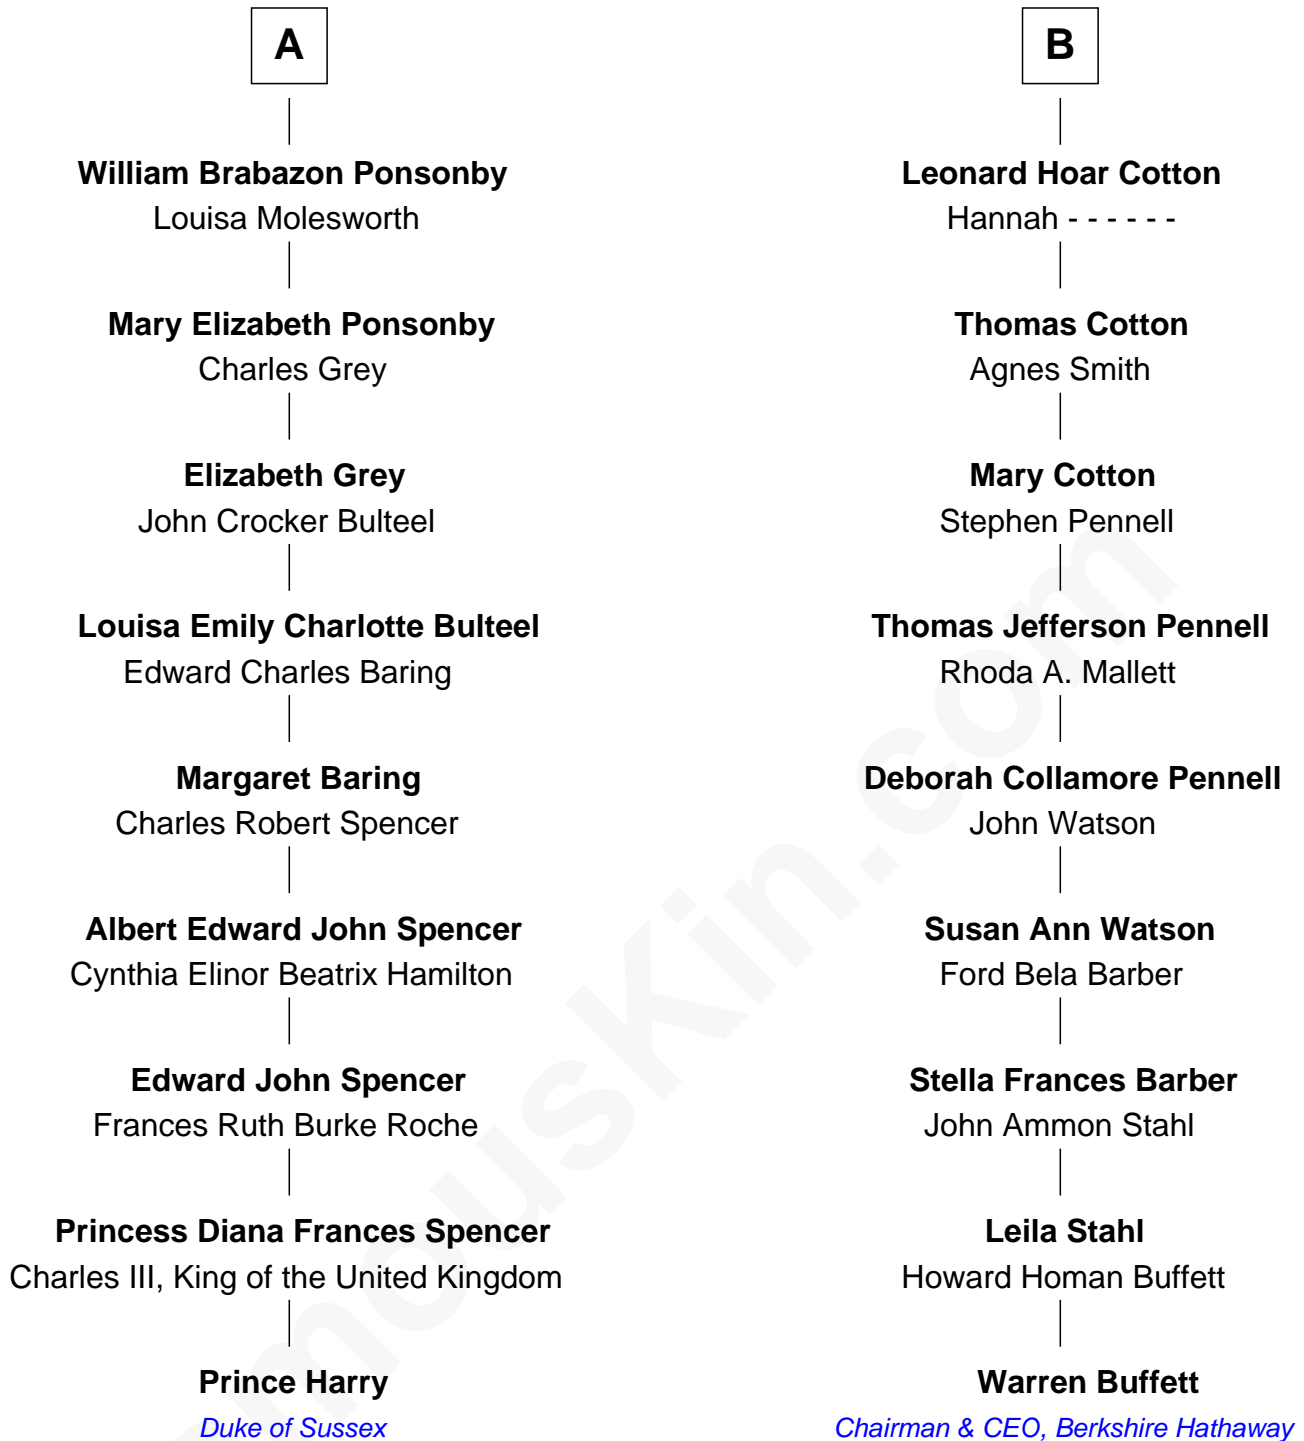 A
William Brabazon Ponsonby
Louisa Molesworth
Mary Elizabeth Ponsonby
Charles Grey
Elizabeth Grey
John Crocker Bulteel
Louisa Emily Charlotte Bulteel
Edward Charles Baring
Margaret Baring
Charles Robert Spencer
Albert Edward John Spencer
Cynthia Elinor Beatrix Hamilton
Edward John Spencer
Frances Ruth Burke Roche
Princess Diana Frances Spencer
Charles III, King of the United Kingdom
Prince Harry
Duke of Sussex
B
Leonard Hoar Cotton
Hannah - - - - - -
Thomas Cotton
Agnes Smith
Mary Cotton
Stephen Pennell
Thomas Jefferson Pennell
Rhoda A. Mallett
Deborah Collamore Pennell
John Watson
Susan Ann Watson
Ford Bela Barber
Stella Frances Barber
John Ammon Stahl
Leila Stahl
Howard Homan Buffett
Warren Buffett
Chairman & CEO, Berkshire Hathaway
mousKin.com